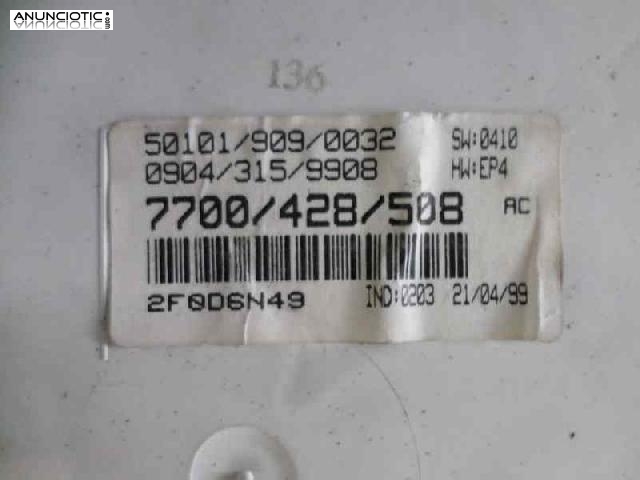 ANUNCIOTIC.com
136
50101/909/0032 SW:0410
0904/315/9908 HW:EP4
7700/428/508 AC
2F0D6N49 IND:0203 21/04/99